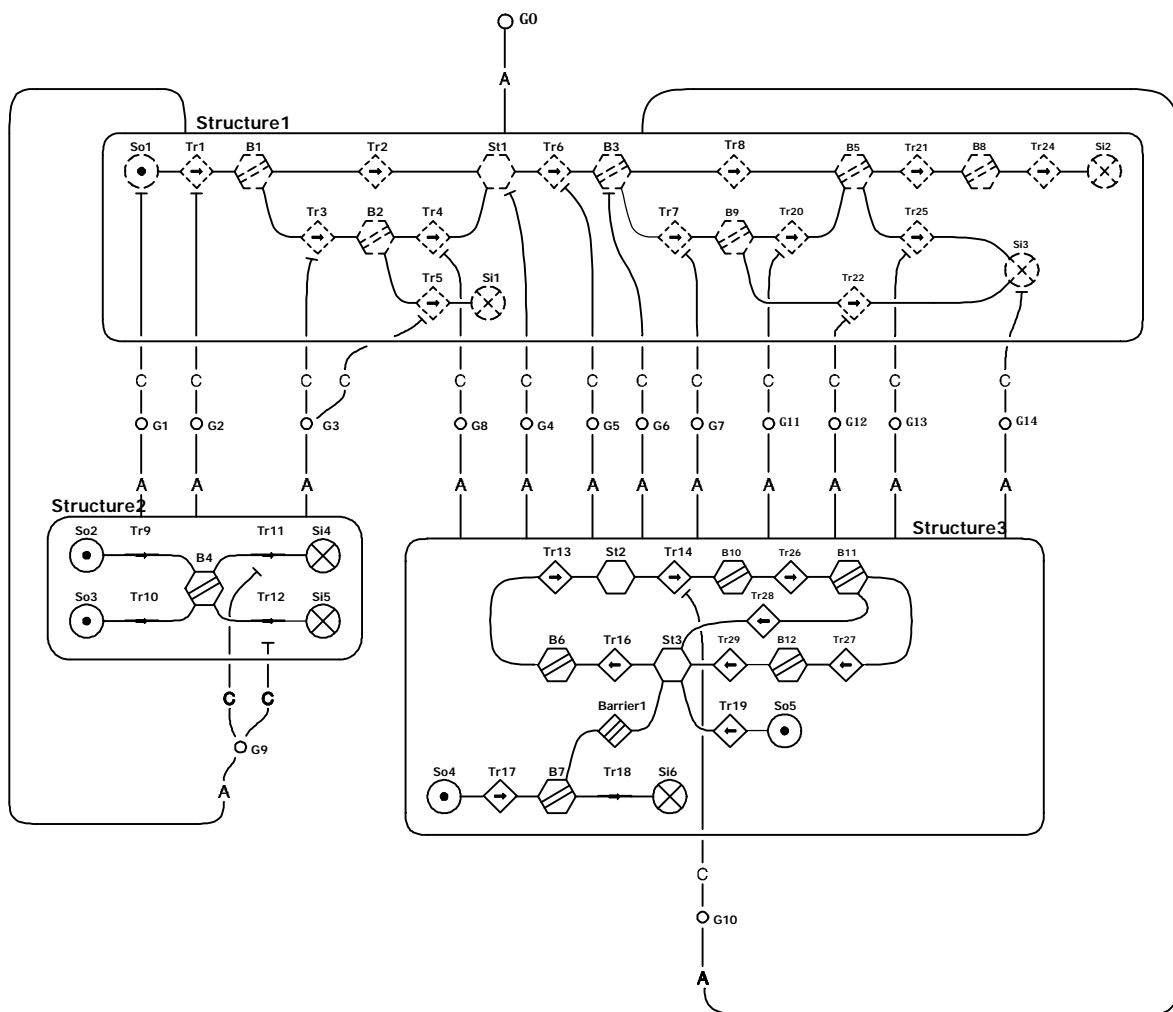 G0
A
Structure1
So1 Tr1 B1 Tr2 St1 Tr6 B3 Tr8 B5 Tr21 B8 Tr24 Si2
Tr3 B2 Tr4 Tr7 B9 Tr20 Tr25
Si3
Tr5 Si1 Tr22
C C C C C C C C C C C C C
G1 G2 G3 G8 G4 G5 G6 G7 G11 G12 G13 G14
A A A A A A A A A A A A
Structure2
Structure3
So2 Tr9 Tr11 Si4
B4
So3 Tr10 Tr12 Si5
Tr13 St2 Tr14 B10 Tr26 B11
Tr28
B6 Tr16 St3 Tr29 B12 Tr27
C C
Barrier1 Tr19 So5
G9
So4 Tr17 B7 Tr18 Si6
A
C
G10
A